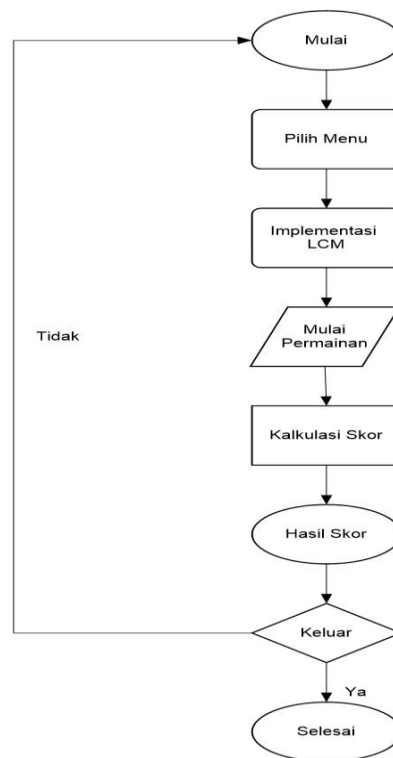 Mulai
Pilih Menu
Implementasi
LCM
Mulai
Permainan
Tidak
Kalkulasi Skor
Hasil Skor
Keluar
Ya
Selesai